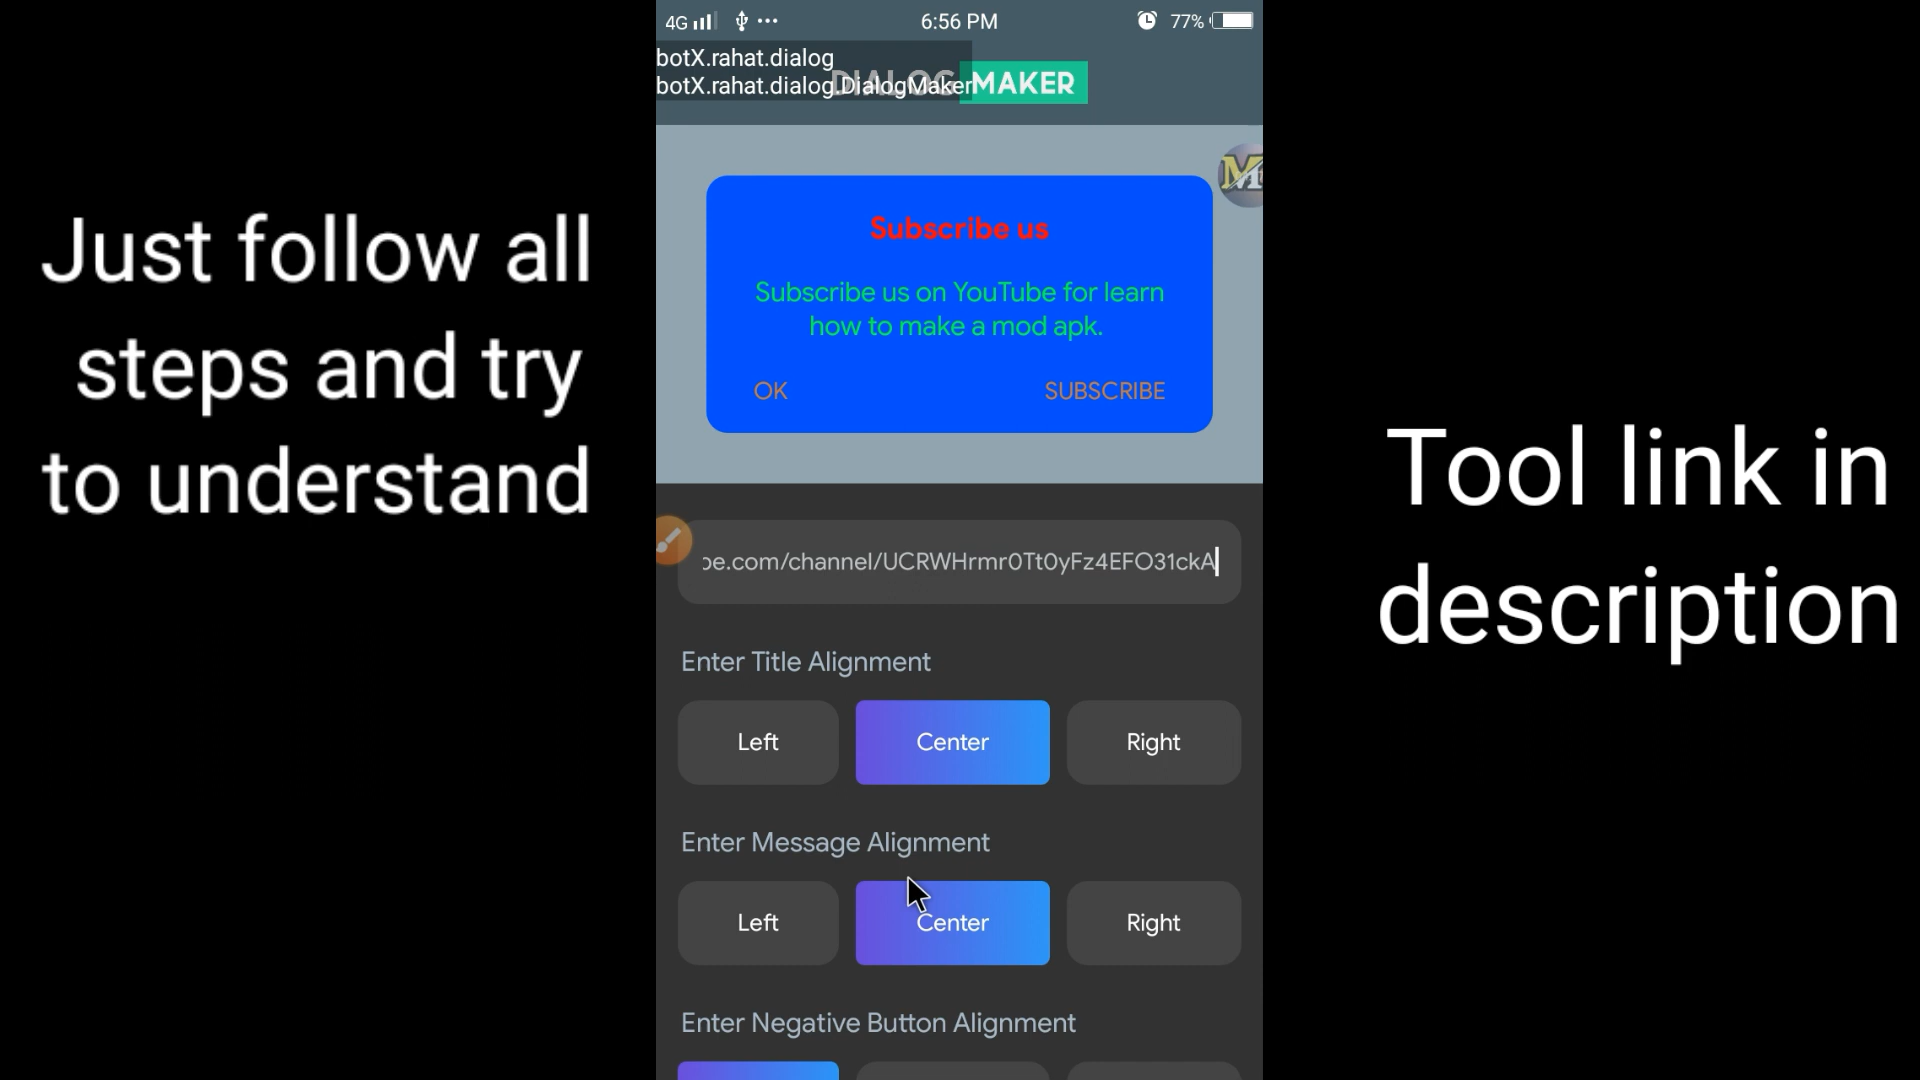 4G 6:56 PM 77%
botX.rahat.dialog
botX.rahat.dialog.DialogMaker
DIALOG MAKER
Just follow all
steps and try
to understand
Subscribe us
Subscribe us on YouTube for learn
how to make a mod apk.
OK SUBSCRIBE
Tool link in
description
be.com/channel/UCRWHrmr0Tt0yFz4EFO31ckA
Enter Title Alignment
Left Center Right
Enter Message Alignment
Left Center Right
Enter Negative Button Alignment